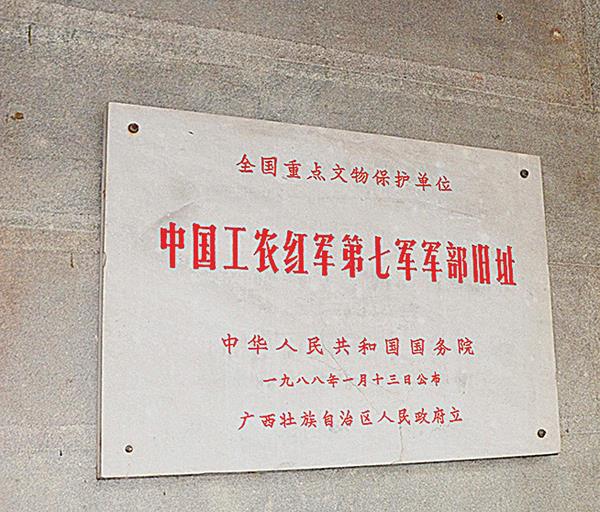 全国重点文物保护单位
中国工农红军第七军军部旧址
中华人民共和国国务院
一九八八年一月十三日公布
广西壮族自治区人民政府立